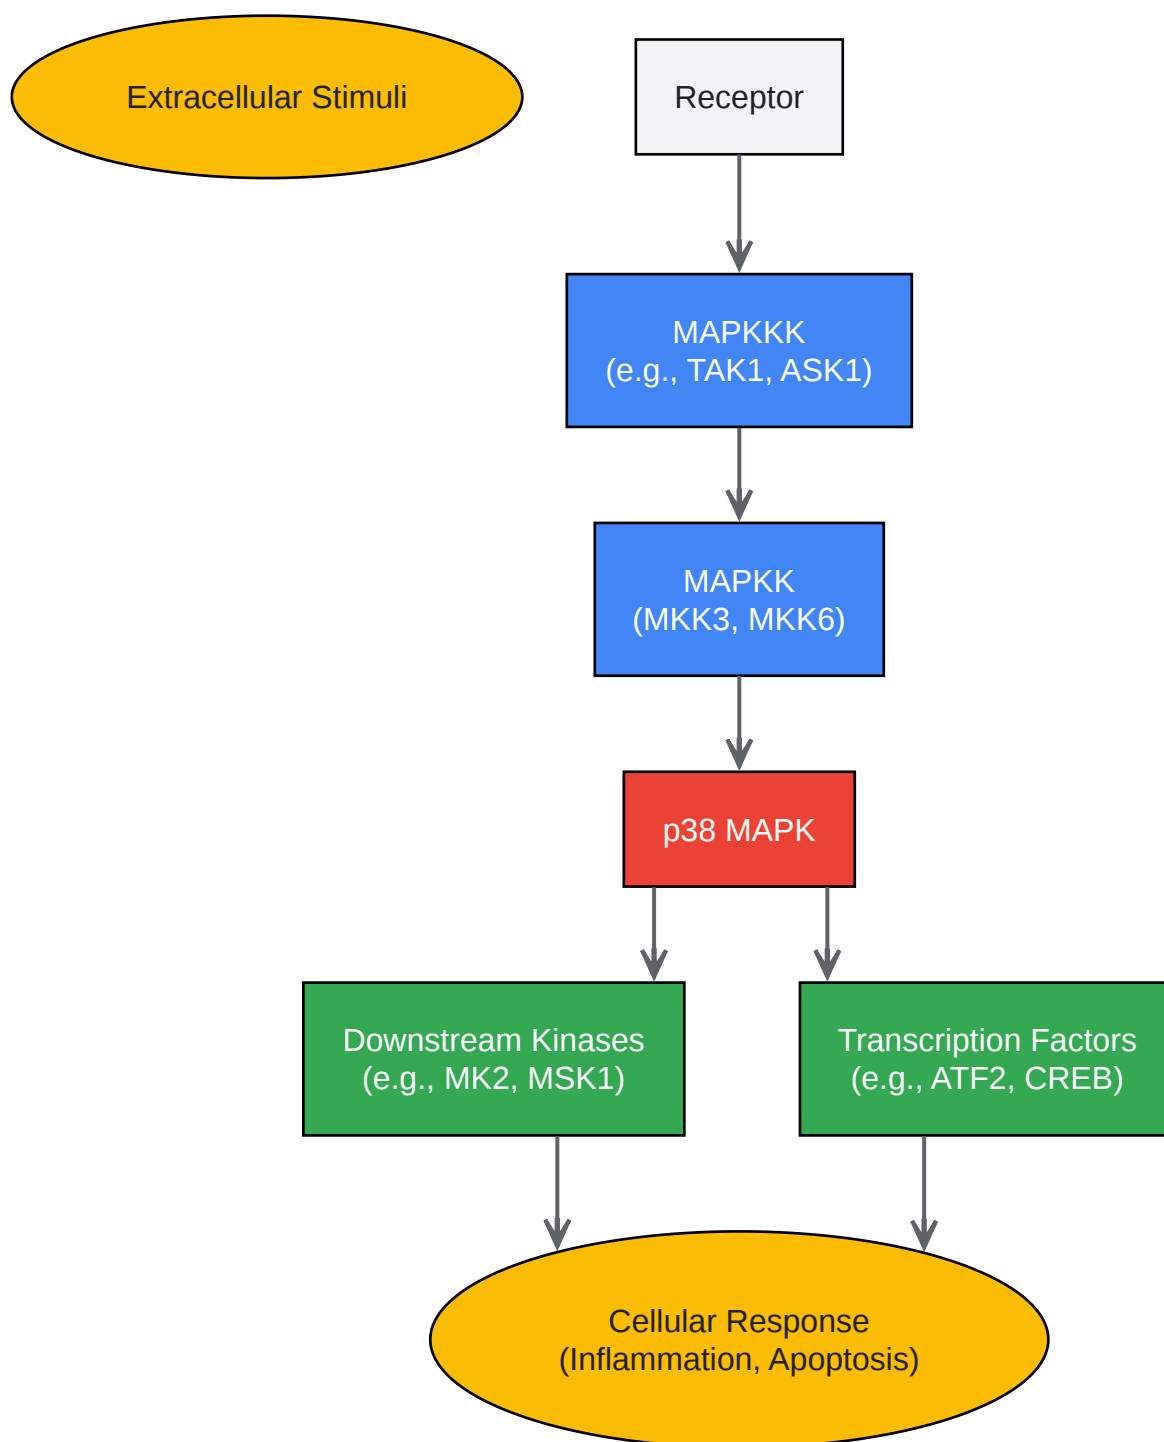 Extracellular Stimuli
Receptor
MAPKKK
(e.g., TAK1, ASK1)
MAPKK
(MKK3, MKK6)
p38 MAPK
Downstream Kinases
(e.g., MK2, MSK1)
Transcription Factors
(e.g., ATF2, CREB)
Cellular Response
(Inflammation, Apoptosis)